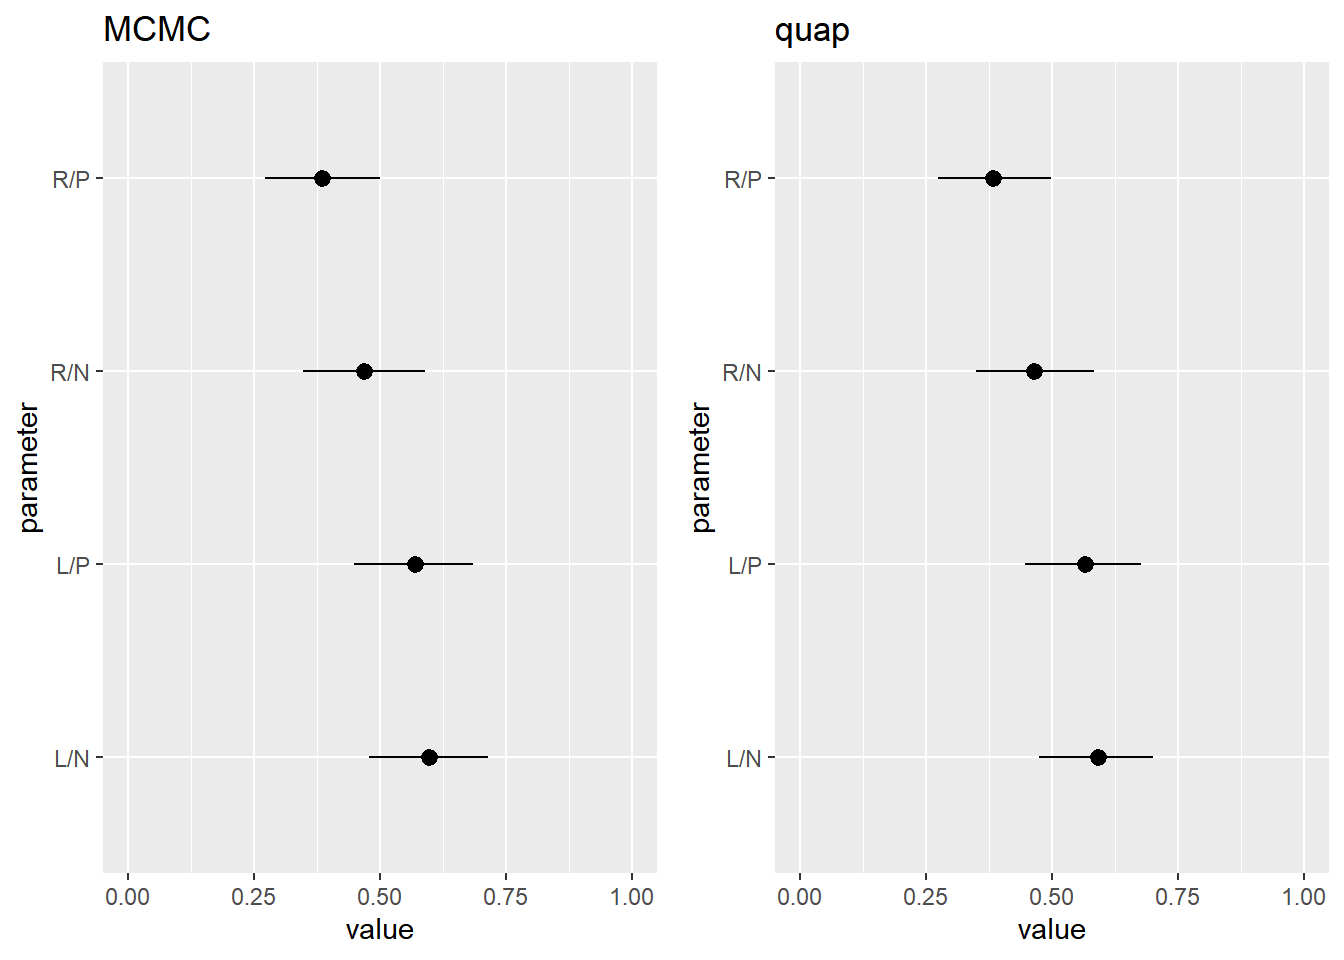 MCMC
parameter
R/P
R/N
L/P
L/N
0.00 0.25 0.50 0.75 1.00
value
quap
parameter
R/P
R/N
L/P
L/N
0.00 0.25 0.50 0.75 1.00
value